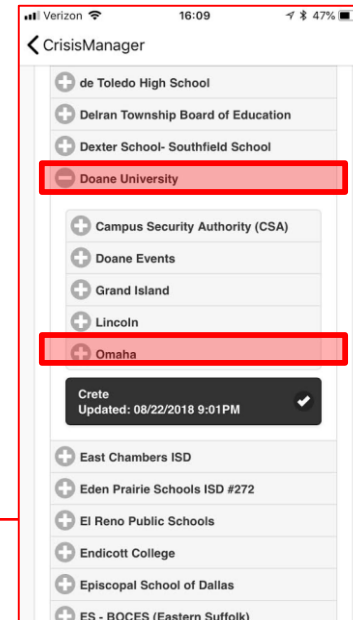 Verizon 16:09 47%
CrisisManager
de Toledo High School
Delran Township Board of Education
Dexter School- Southfield School
Doane University
Campus Security Authority (CSA)
Doane Events
Grand Island
Lincoln
Omaha
Crete
Updated: 08/22/2018 9:01PM
East Chambers ISD
Eden Prairie Schools ISD #272
El Reno Public Schools
Endicott College
Episcopal School of Dallas
ES - BOCES (Eastern Suffolk)